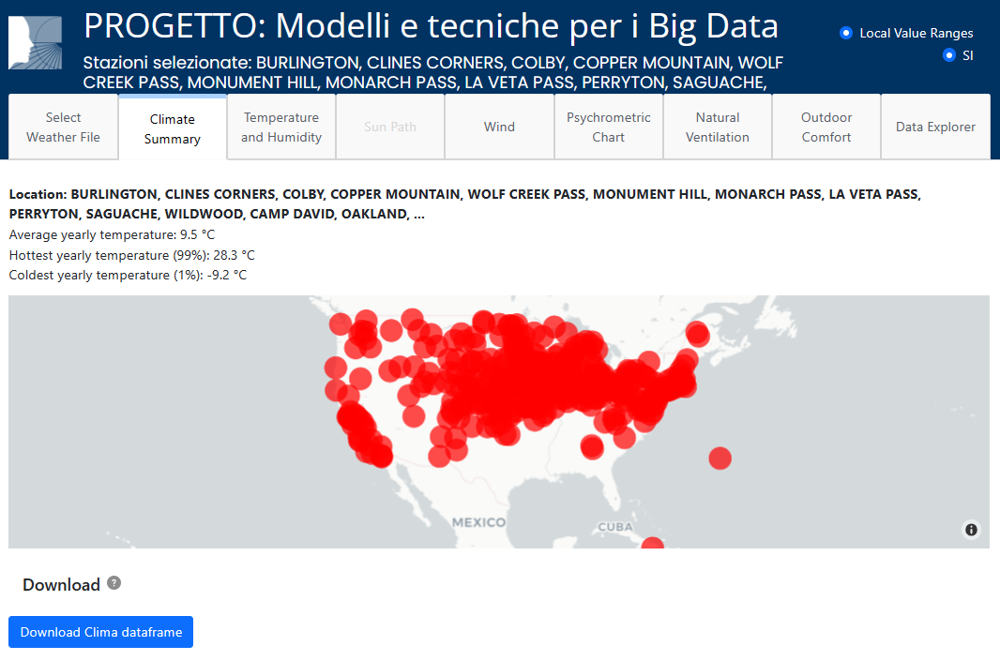 PROGETTO: Modelli e tecniche per i Big Data
Stazioni selezionate: BURLINGTON, CLINES CORNERS, COLBY, COPPER MOUNTAIN, WOLF
CREEK PASS, MONUMENT HILL, MONARCH PASS, LA VETA PASS, PERRYTON, SAGUACHE,
Local Value Ranges
SI
Select
Weather File
Climate
Summary
Temperature
and Humidity
Sun Path
Wind
Psychrometric
Chart
Natural
Ventilation
Outdoor
Comfort
Data Explorer
Location: BURLINGTON, CLINES CORNERS, COLBY, COPPER MOUNTAIN, WOLF CREEK PASS, MONUMENT HILL, MONARCH PASS, LA VETA PASS,
PERRYTON, SAGUACHE, WILDWOOD, CAMP DAVID, OAKLAND, ...
Average yearly temperature: 9.5 °C
Hottest yearly temperature (99%): 28.3 °C
Coldest yearly temperature (1%): -9.2 °C
MEXICO
CUBA
Download ?
Download Clima dataframe